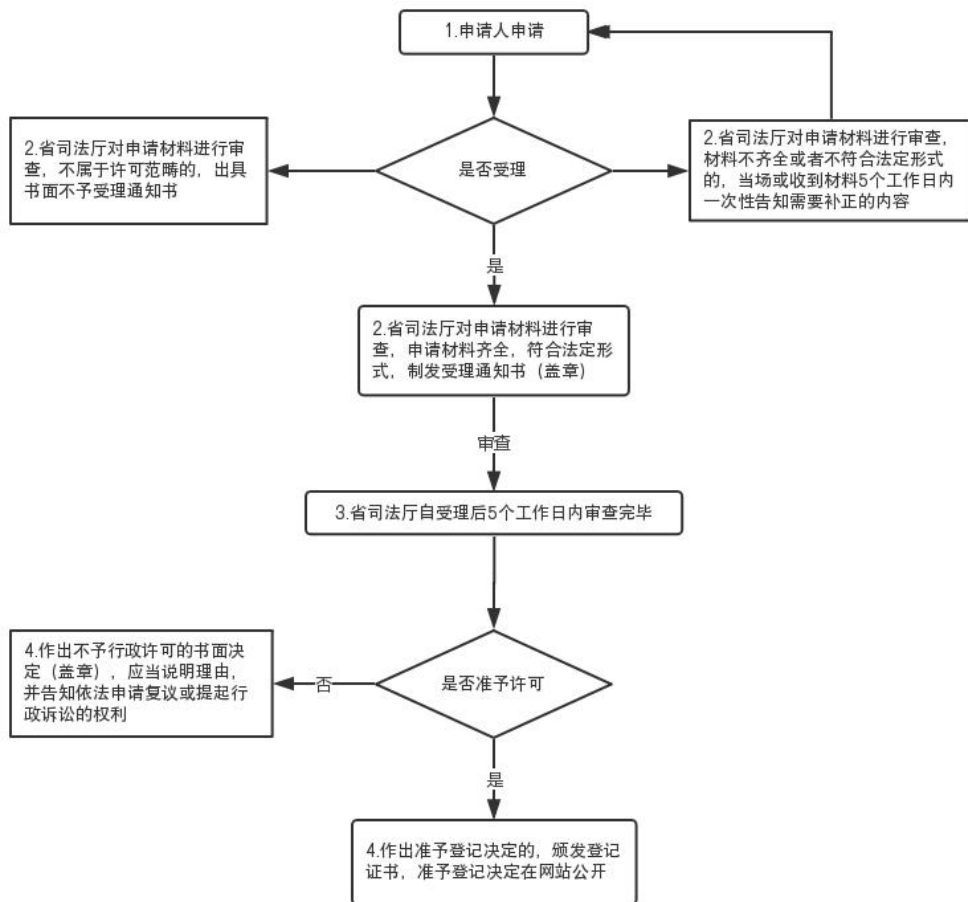 1.申请人申请
2.省司法厅对申请材料进行审
查，不属于许可范畴的，出具
书面不予受理通知书
是否受理
2.省司法厅对申请材料进行审查，
材料不齐全或者不符合法定形式
的，当场或收到材料5个工作日内
一次性告知需要补正的内容
是
2.省司法厅对申请材料进行审
查，申请材料齐全，符合法定形
式，制发受理通知书（盖章）
审查
3.省司法厅自受理后5个工作日内审查完毕
4.作出不予行政许可的书面决
定（盖章），应当说明理由，
并告知依法申请复议或提起行
政诉讼的权利
否
是否准予许可
是
4.作出准予登记决定的，颁发登记
证书，准予登记决定在网站公开